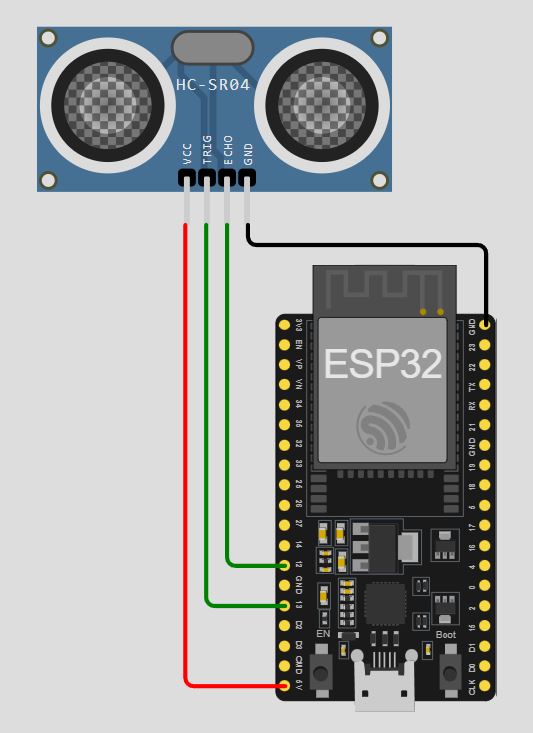 HC-SR04
VCC
TRIG
ECHO
GND
ESP32
3V3
EN
VP
VN
34
35
32
33
25
26
27
14
12
GND
13
D2
D3
CMD
5V
GND
23
22
TX
RX
21
GND
19
18
5
17
16
4
0
2
15
D1
D0
CLK
EN
Boot